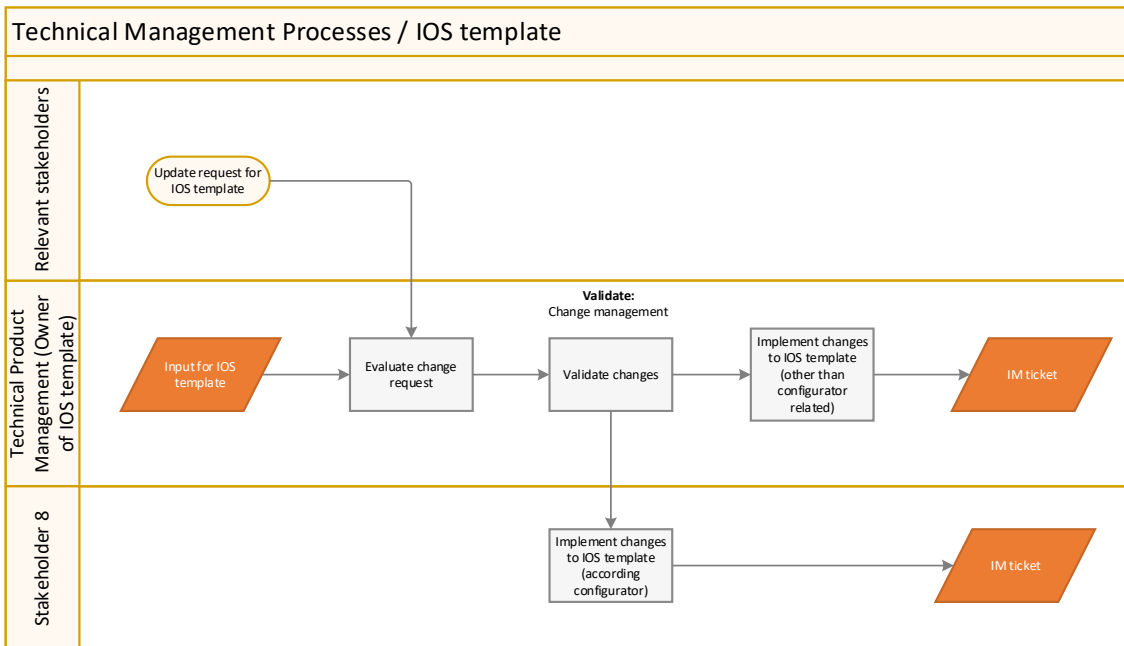 Technical Management Processes / IOS template
Relevant stakeholders
Update request for
IOS template
Technical Product
Management (Owner
of IOS template)
Validate:
Change management
Input for IOS
template
Evaluate change
request
Validate changes
Implement changes
to IOS template
(other than
configurator
related)
IM ticket
Stakeholder 8
Implement changes
to IOS template
(according
configurator)
IM ticket